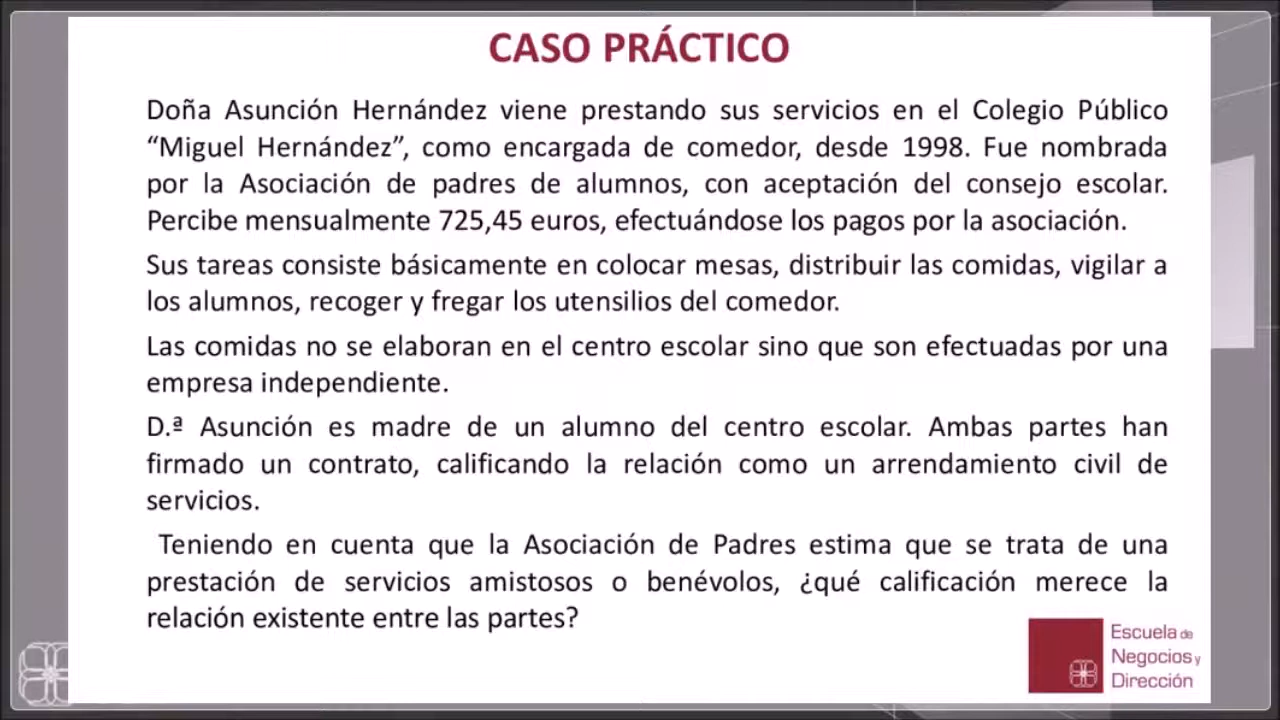 CASO PRÁCTICO
Doña Asunción Hernández viene prestando sus servicios en el Colegio Público
“Miguel Hernández”, como encargada de comedor, desde 1998. Fue nombrada
por la Asociación de padres de alumnos, con aceptación del consejo escolar.
Percibe mensualmente 725,45 euros, efectuándose los pagos por la asociación.
Sus tareas consiste básicamente en colocar mesas, distribuir las comidas, vigilar a
los alumnos, recoger y fregar los utensilios del comedor.
Las comidas no se elaboran en el centro escolar sino que son efectuadas por una
empresa independiente.
D.ª Asunción es madre de un alumno del centro escolar. Ambas partes han
firmado un contrato, calificando la relación como un arrendamiento civil de
servicios.
Teniendo en cuenta que la Asociación de Padres estima que se trata de una
prestación de servicios amistosos o benévolos, ¿qué calificación merece la
relación existente entre las partes?
Escuela de
Negocios y
Dirección